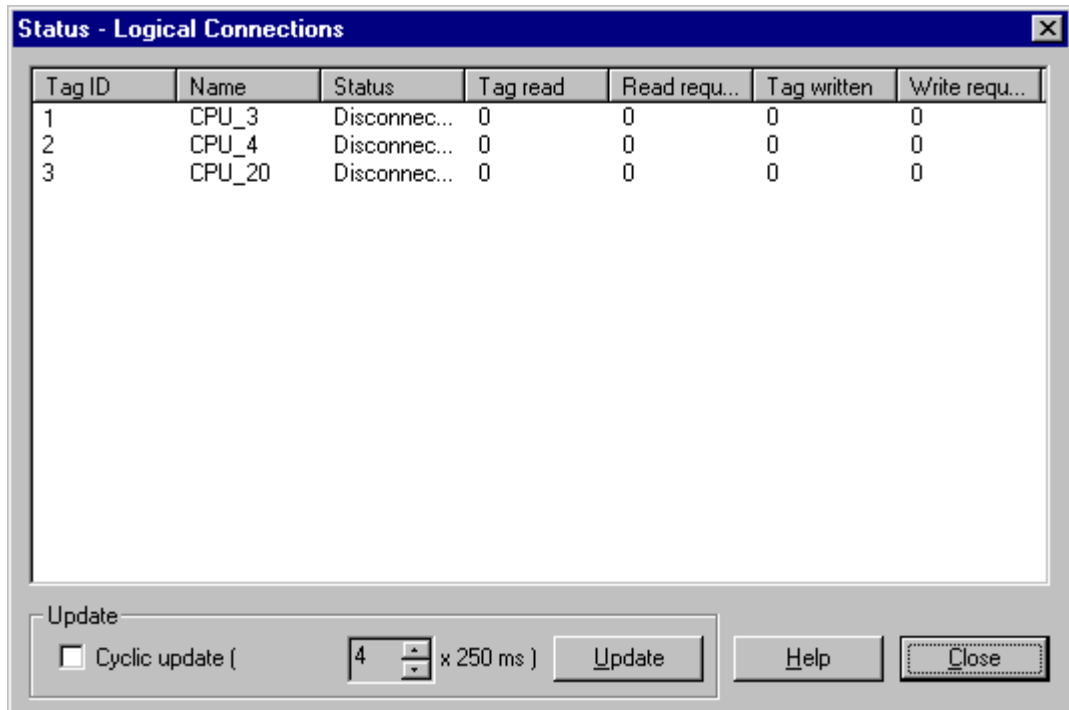 Status - Logical Connections
Tag ID Name Status Tag read Read requ... Tag written Write requ...
1 CPU_3 Disconnec... 0 0 0 0
2 CPU_4 Disconnec... 0 0 0 0
3 CPU_20 Disconnec... 0 0 0 0
Update
Cyclic update ( 4 x 250 ms ) Update Help Close